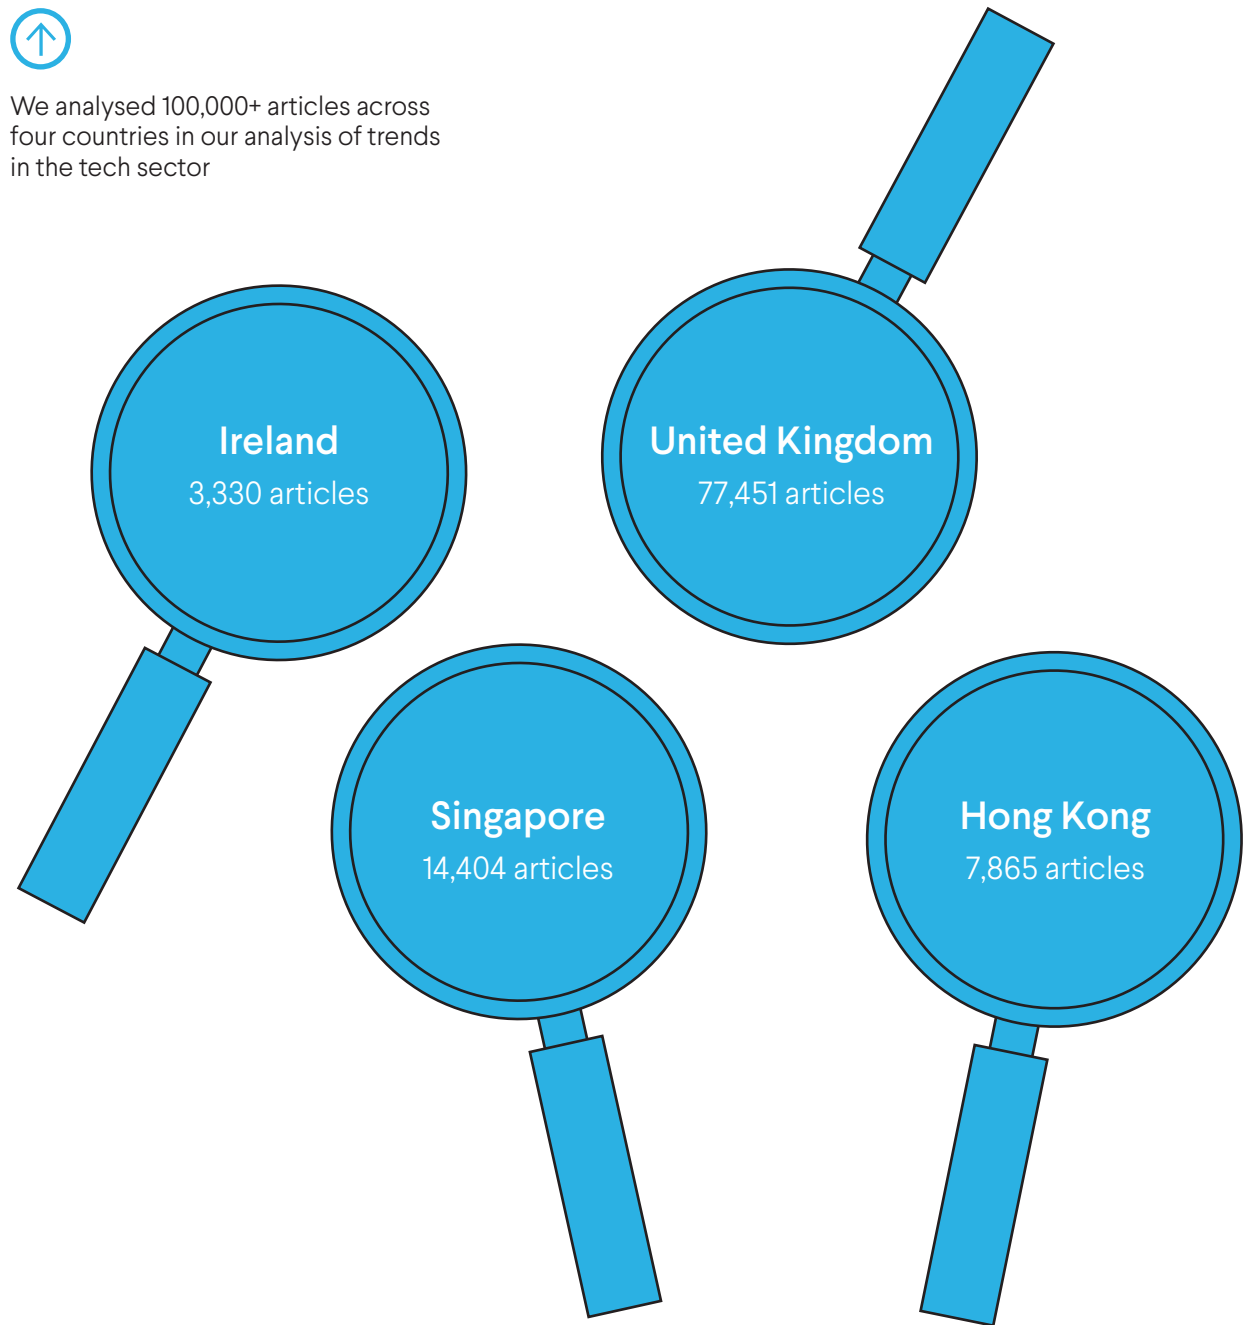 We analysed 100,000+ articles across
four countries in our analysis of trends
in the tech sector
Ireland
3,330 articles
United Kingdom
77,451 articles
Singapore
14,404 articles
Hong Kong
7,865 articles